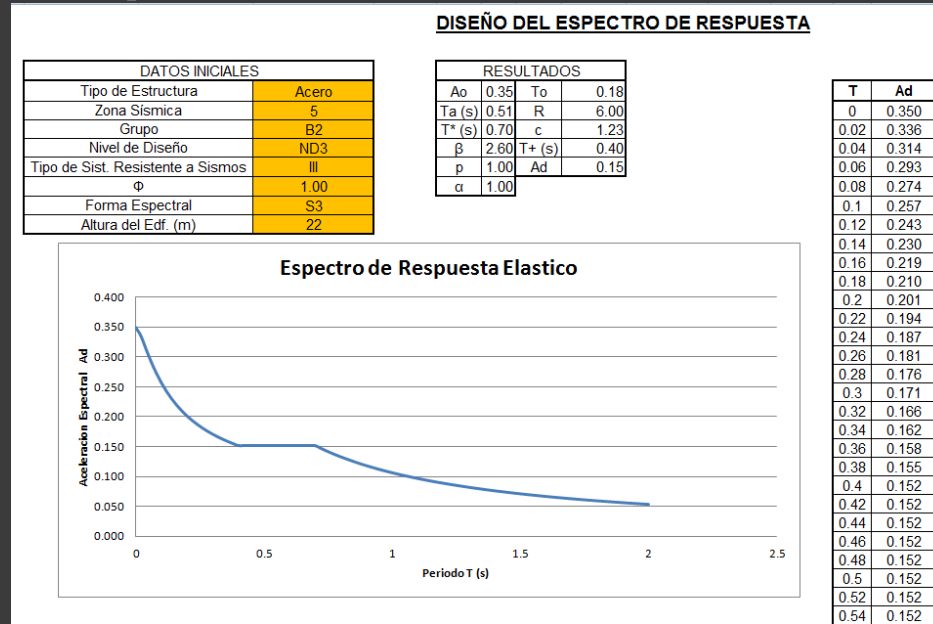 DISEÑO DEL ESPECTRO DE RESPUESTA
DATOS INICIALES
Tipo de Estructura Acero
Zona Sísmica 5
Grupo B2
Nivel de Diseño ND3
Tipo de Sist. Resistente a Sismos III
Φ 1.00
Forma Espectral S3
Altura del Edf. (m) 22
RESULTADOS
Ao 0.35 To 0.18
Ta (s) 0.51 R 6.00
T* (s) 0.70 c 1.23
β 2.60 T+ (s) 0.40
p 1.00 Ad 0.15
α 1.00
T Ad
0 0.350
0.02 0.336
0.04 0.314
0.06 0.293
0.08 0.274
0.1 0.257
0.12 0.243
0.14 0.230
0.16 0.219
0.18 0.210
0.2 0.201
0.22 0.194
0.24 0.187
0.26 0.181
0.28 0.176
0.3 0.171
0.32 0.166
0.34 0.162
0.36 0.158
0.38 0.155
0.4 0.152
0.42 0.152
0.44 0.152
0.46 0.152
0.48 0.152
0.5 0.152
0.52 0.152
0.54 0.152
Espectro de Respuesta Elastico
Aceleracion Espectral Ad
0.400
0.350
0.300
0.250
0.200
0.150
0.100
0.050
0.000
0 0.5 1 1.5 2 2.5
Periodo T (s)